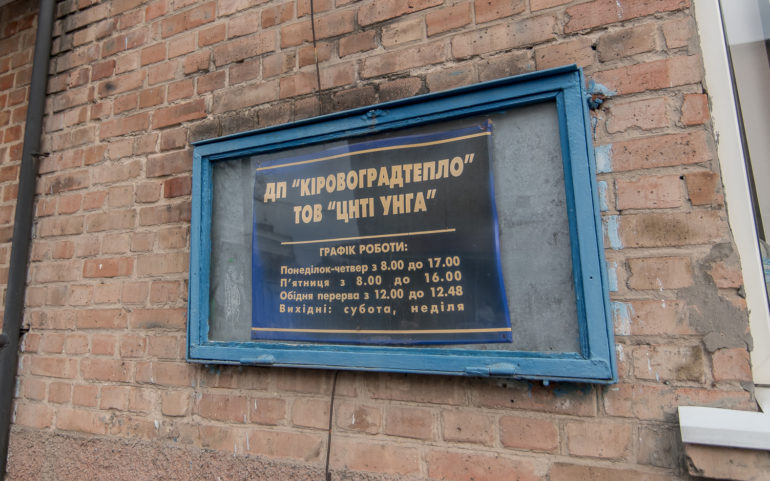 ДП "КІРОВОГРАДТЕПЛО"
ТОВ "ЦНТІ УНГА"
ГРАФІК РОБОТИ:
Понеділок-четвер з 8.00 до 17.00
П'ятниця з 8.00 до 16.00
Обідня перерва з 12.00 до 12.48
Вихідні: субота, неділя